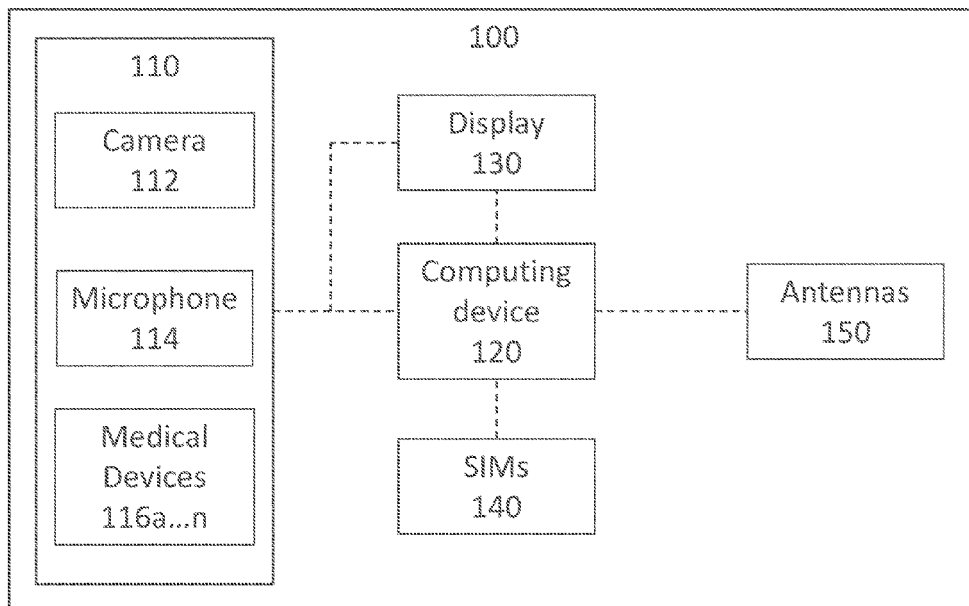 100
110
Camera
112
Microphone
114
Medical
Devices
116a...n
Display
130
Computing
device
120
SIMs
140
Antennas
150